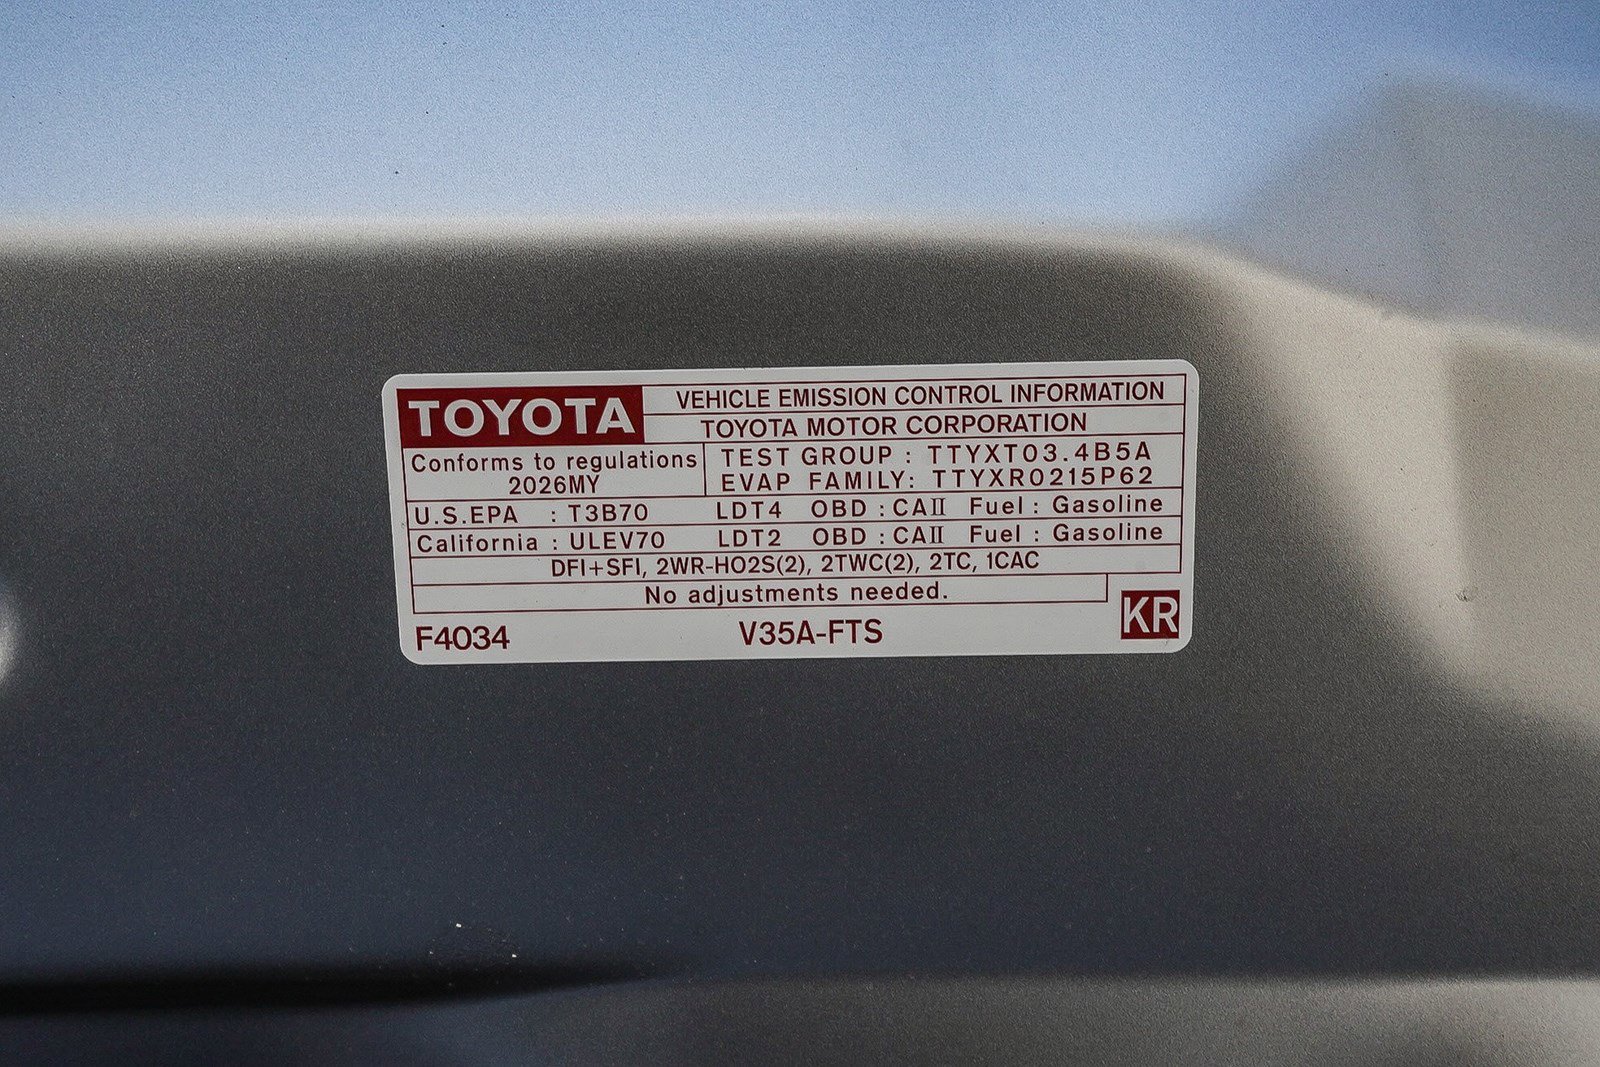 TOYOTA
VEHICLE EMISSION CONTROL INFORMATION
TOYOTA MOTOR CORPORATION
Conforms to regulations
2026MY
TEST GROUP : TTYXT03.4B5A
EVAP FAMILY: TTYXR0215P62
U.S.EPA : T3B70 LDT4 OBD : CAII Fuel : Gasoline
California : ULEV70 LDT2 OBD : CAII Fuel : Gasoline
DFI+SFI, 2WR-HO2S(2), 2TWC(2), 2TC, 1CAC
No adjustments needed.
F4034 V35A-FTS KR